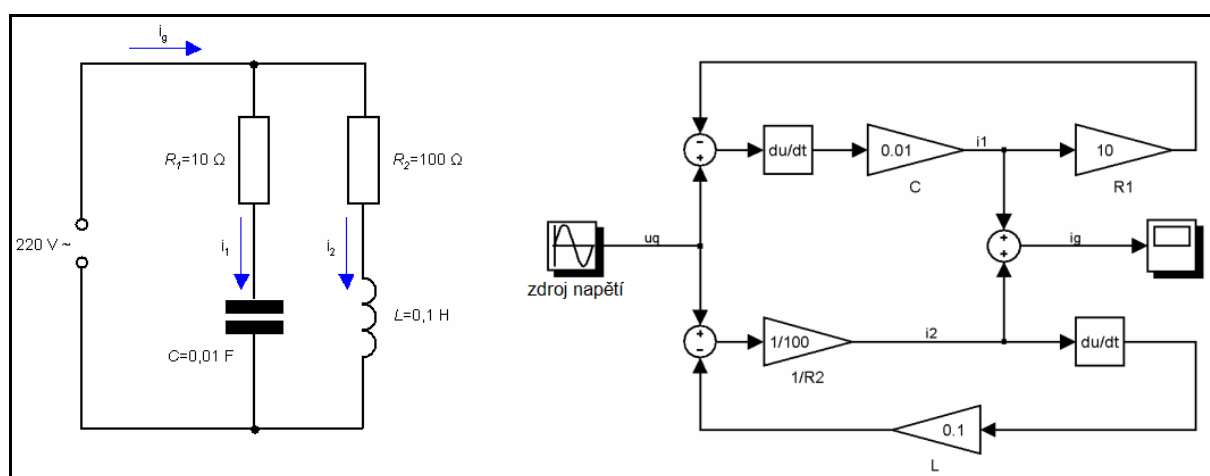 i_g
R₁=10 Ω
R₂=100 Ω
220 V ~
i₁
i₂
L=0,1 H
C=0,01 F
du/dt
0.01
C
i1
10
R1
uq
zdroj napětí
ig
1/100
1/R2
i2
du/dt
0.1
L